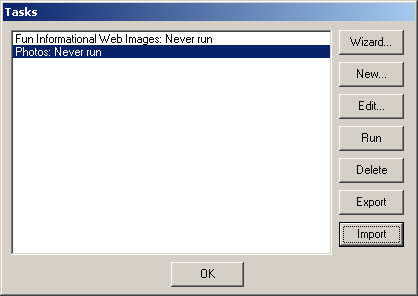 Tasks
Fun Informational Web Images: Never run
Photos: Never run
Wizard...
New...
Edit...
Run
Delete
Export
Import
OK